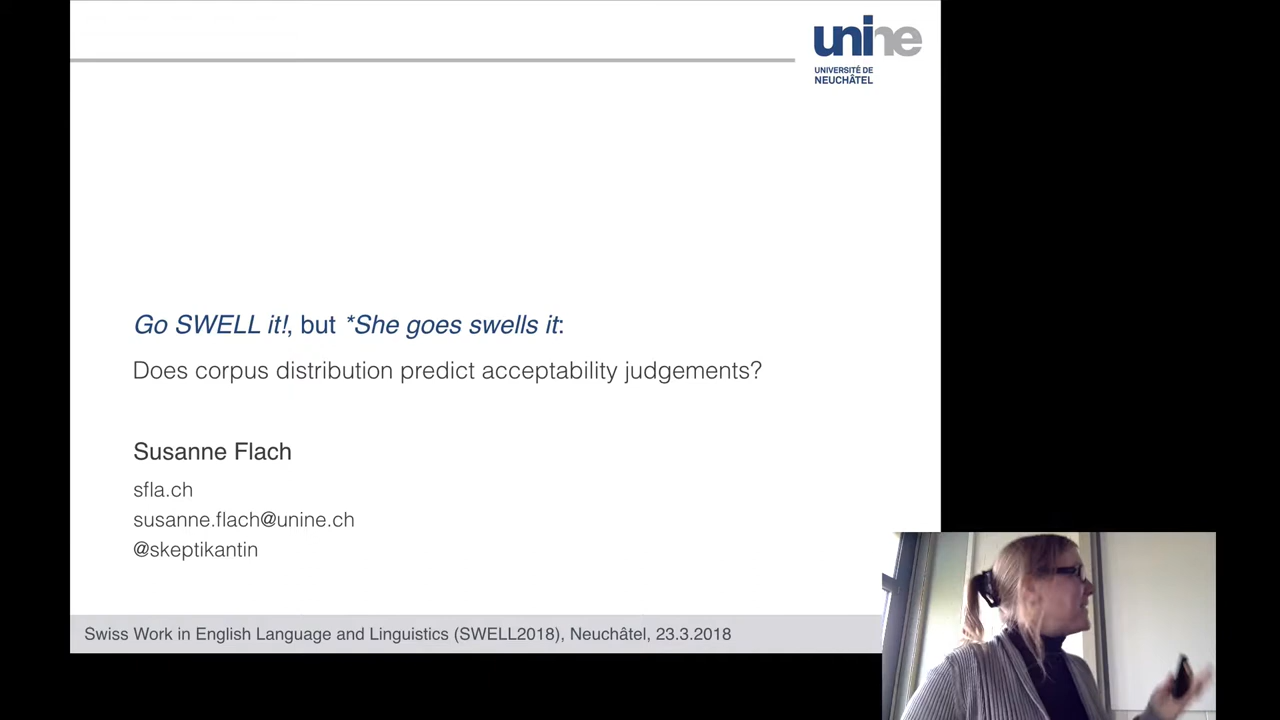 unine
UNIVERSITÉ DE
NEUCHÂTEL
Go SWELL it!, but *She goes swells it:
Does corpus distribution predict acceptability judgements?
Susanne Flach
sfla.ch
susanne.flach@unine.ch
@skeptikantin
Swiss Work in English Language and Linguistics (SWELL2018), Neuchâtel, 23.3.2018